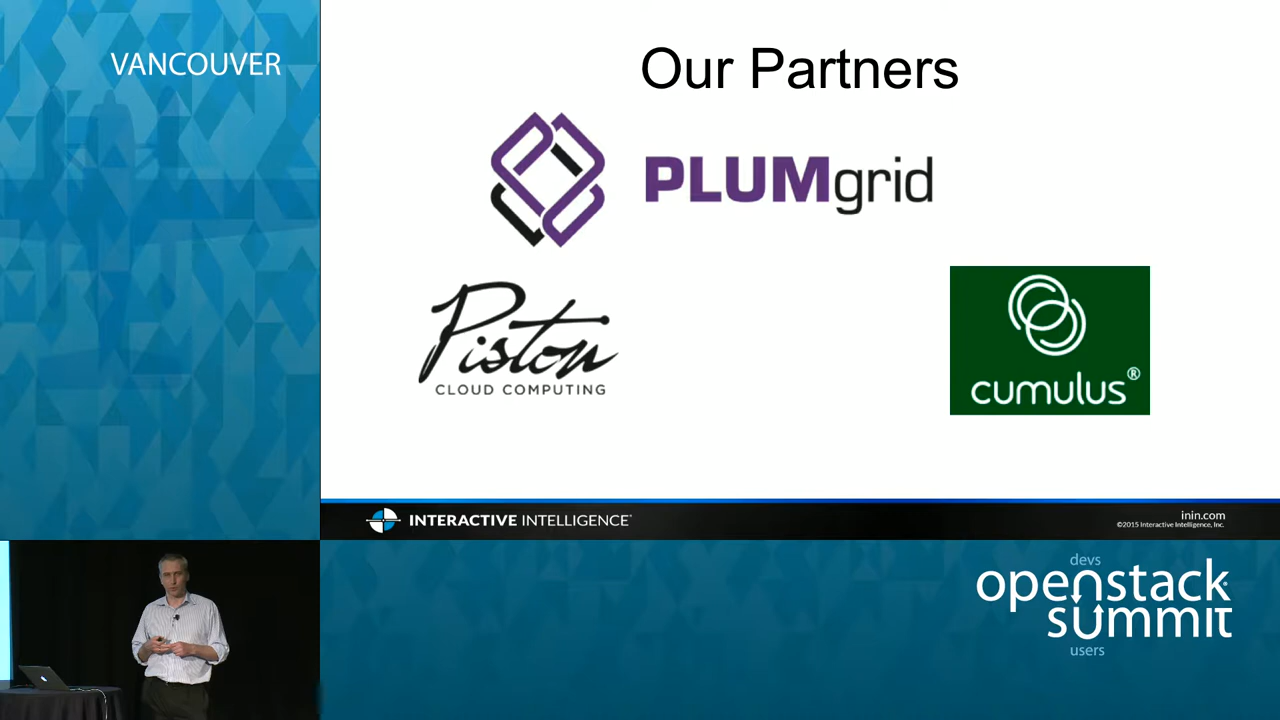 VANCOUVER
Our Partners
PLUMgrid
Piston
CLOUD COMPUTING
cumulus®
INTERACTIVE INTELLIGENCE
inin.com
©2015 Interactive Intelligence, Inc.
devs
openstack
summit
users